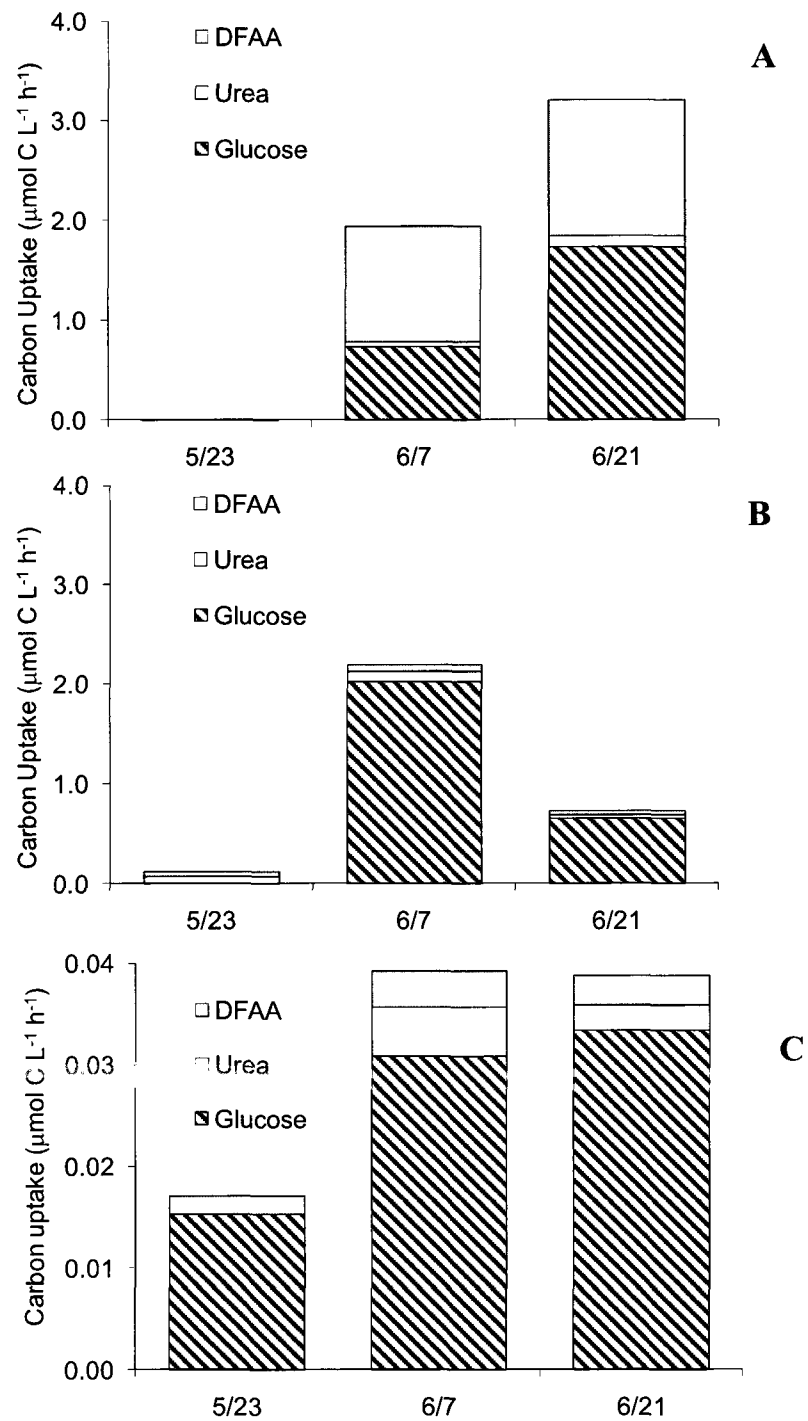 4.0
DFAA
A
Urea
3.0
Glucose
2.0
1.0
0.0
Carbon Uptake (μmol C L⁻¹ h⁻¹)
5/23 6/7 6/21
4.0
DFAA
B
Urea
3.0
Glucose
2.0
1.0
0.0
Carbon Uptake (μmol C L⁻¹ h⁻¹)
5/23 6/7 6/21
0.04
DFAA
C
Urea
0.03
Glucose
0.02
0.01
0.00
Carbon uptake (μmol C L⁻¹ h⁻¹)
5/23 6/7 6/21